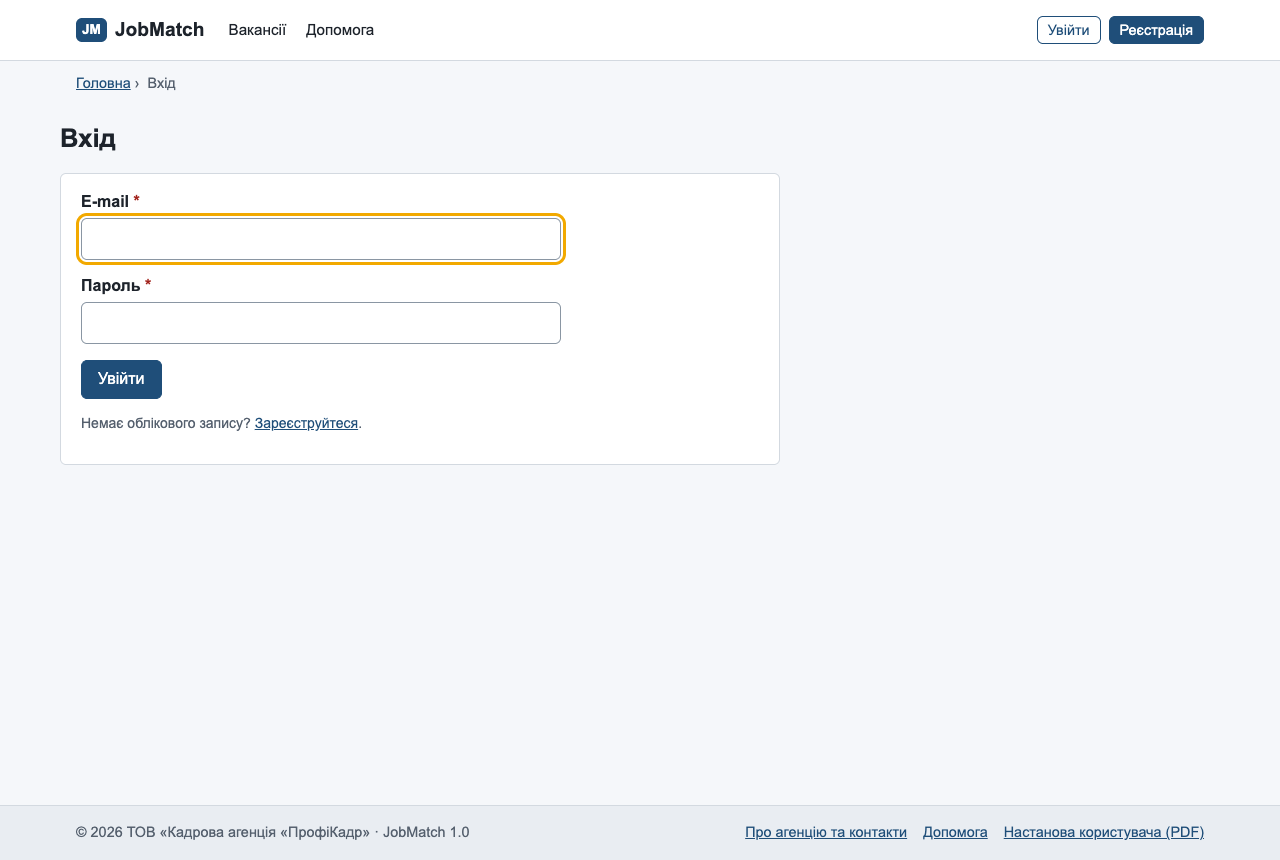 JM JobMatch Вакансії Допомога Увійти Реєстрація
Головна › Вхід
Вхід
E-mail *
Пароль *
Увійти
Немає облікового запису? Зареєструйтеся.
© 2026 ТОВ «Кадрова агенція «ПрофіКадр» · JobMatch 1.0 Про агенцію та контакти Допомога Настанова користувача (PDF)